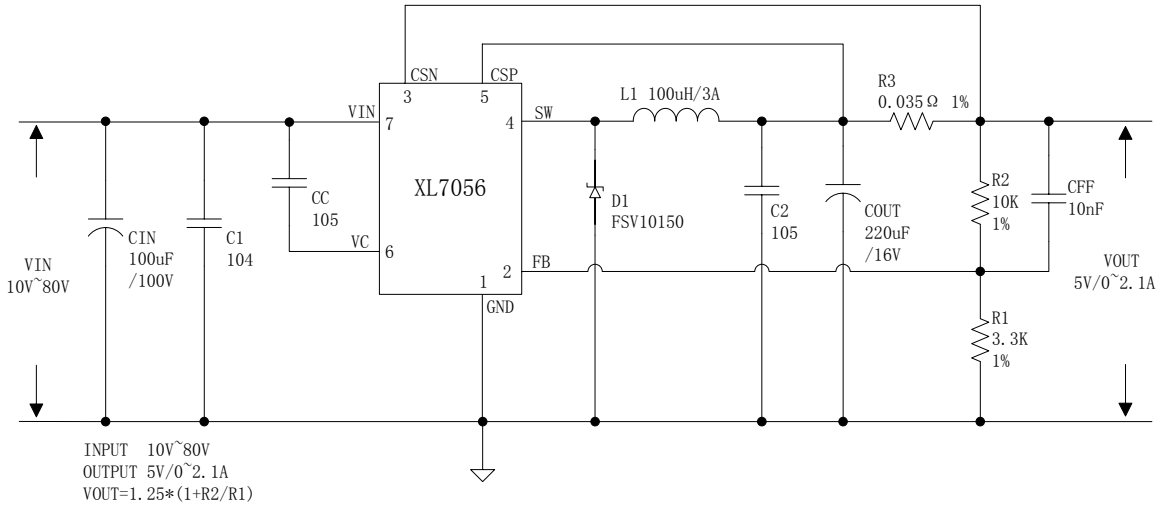 CSN
3
CSP
5
R3
0.035Ω 1%
L1 100uH/3A
VIN
7
4
SW
XL7056
CC
105
VC
6
CIN
100uF
/100V
C1
104
VIN
10V~80V
D1
FSV10150
C2
105
COUT
220uF
/16V
R2
10K
1%
CFF
10nF
2
FB
1
GND
VOUT
5V/0~2.1A
R1
3.3K
1%
INPUT 10V~80V
OUTPUT 5V/0~2.1A
VOUT=1.25*(1+R2/R1)